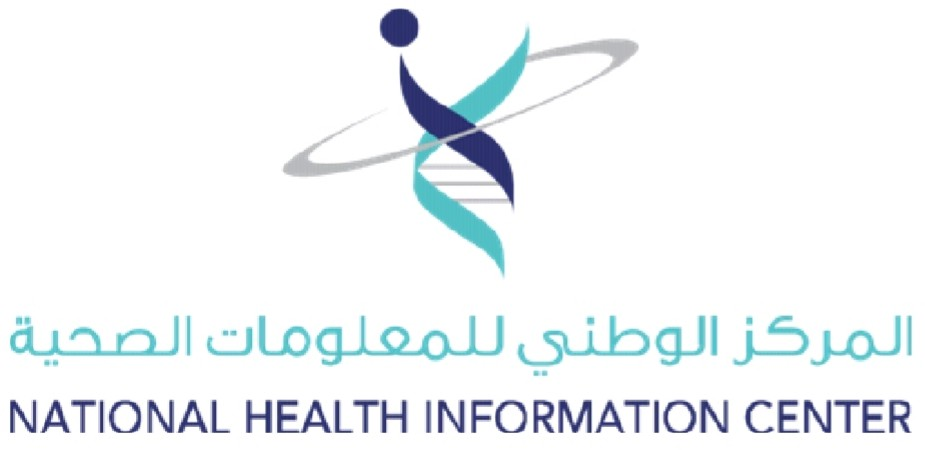 المركز الوطني للمعلومات الصحية
NATIONAL HEALTH INFORMATION CENTER